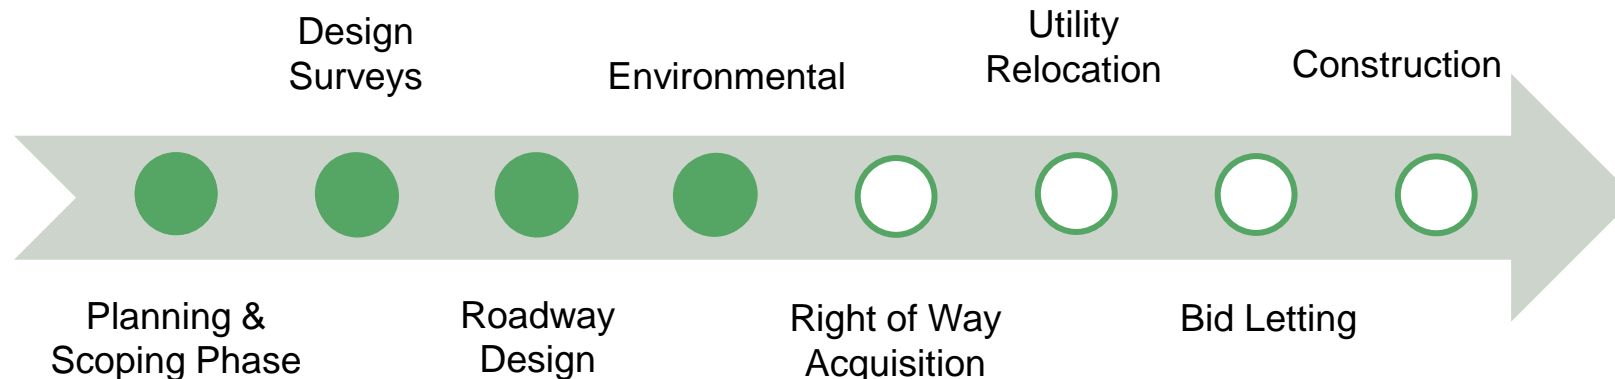 Design
Surveys
Environmental
Utility
Relocation
Construction
Planning &
Scoping Phase
Roadway
Design
Right of Way
Acquisition
Bid Letting